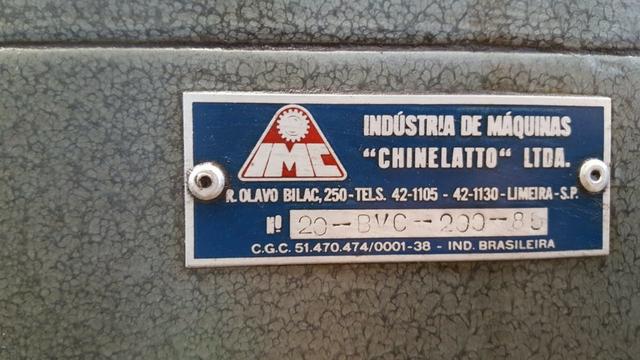 IMC
INDÚSTRIA DE MÁQUINAS
"CHINELATTO" LTDA.
R. OLAVO BILAC, 250 - TELS. 42-1105 - 42-1130 - LIMEIRA - S.P.
Nº 20-BVC-200-85
C.G.C. 51.470.474/0001-38 - IND. BRASILEIRA